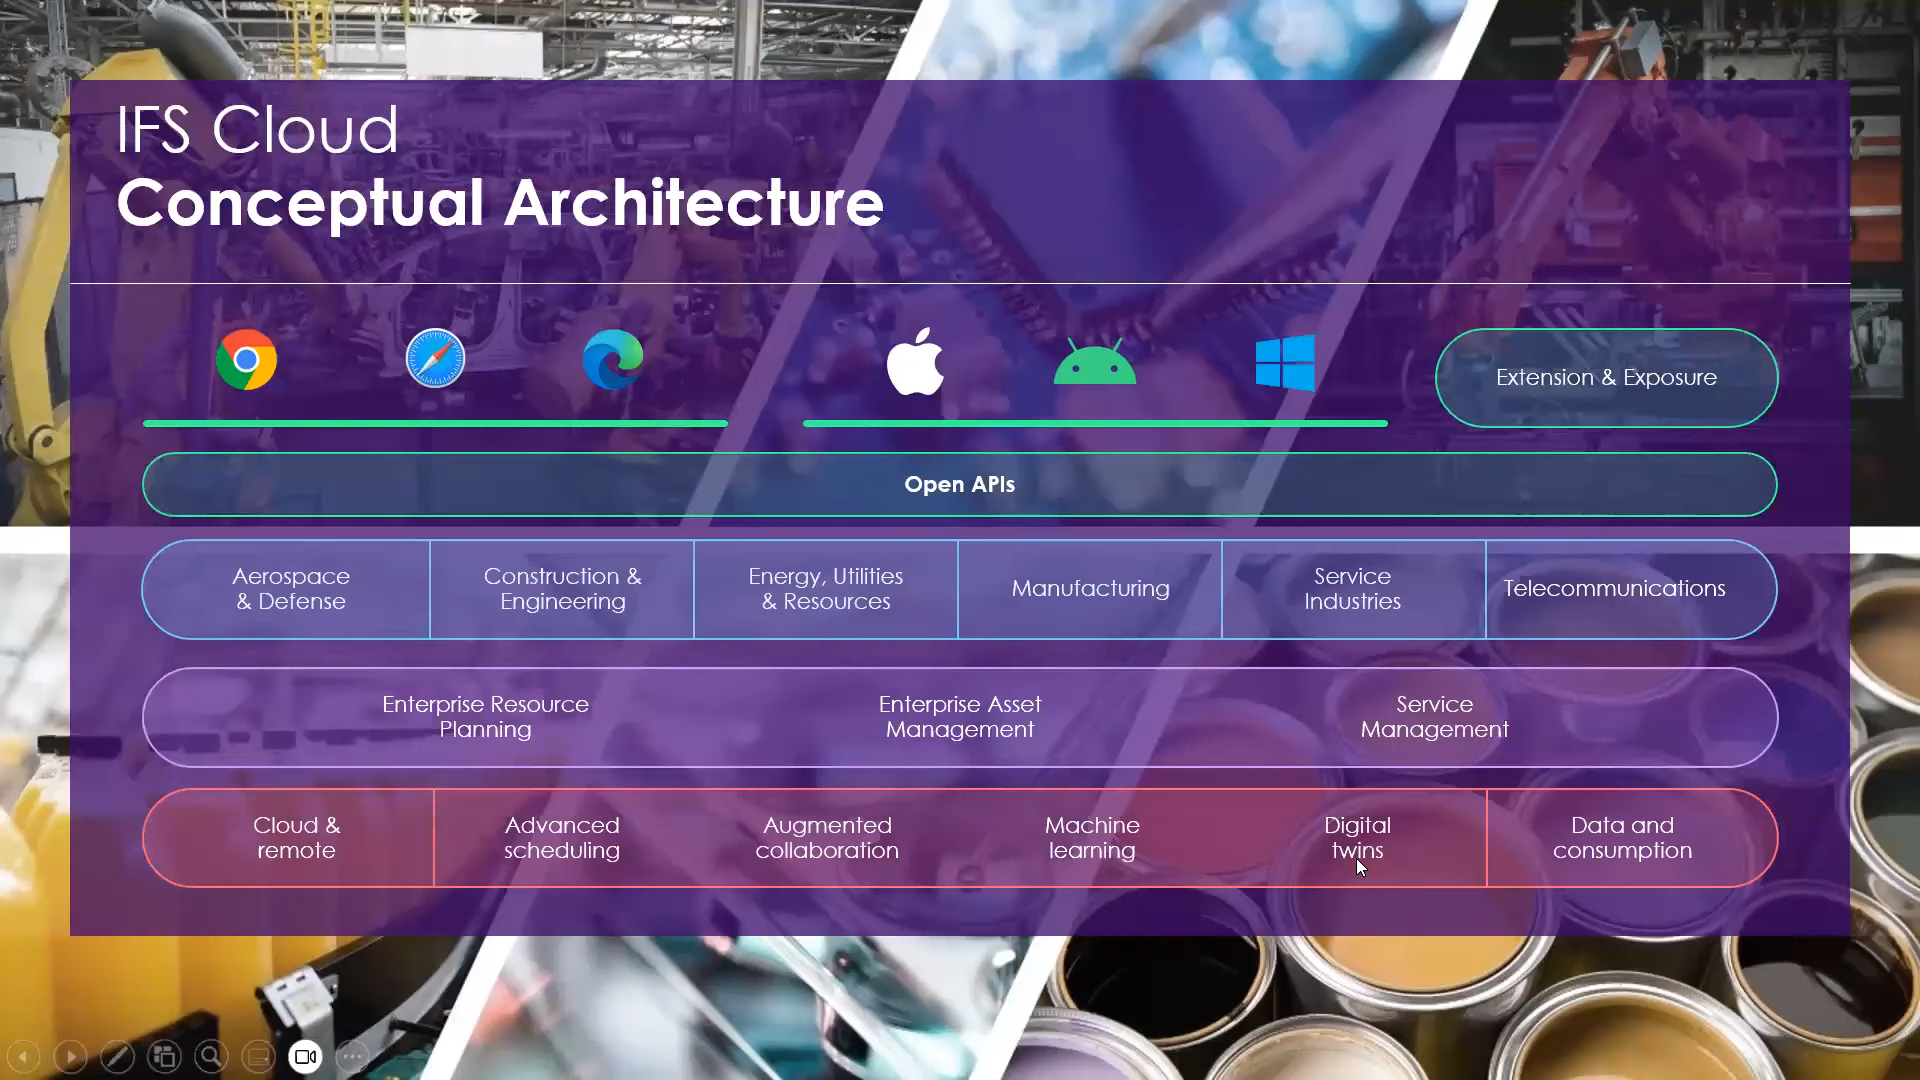 IFS Cloud
Conceptual Architecture
Extension & Exposure
Open APIs
Aerospace
& Defense
Construction &
Engineering
Energy, Utilities
& Resources
Manufacturing
Service
Industries
Telecommunications
Enterprise Resource
Planning
Enterprise Asset
Management
Service
Management
Cloud &
remote
Advanced
scheduling
Augmented
collaboration
Machine
learning
Digital
twins
Data and
consumption